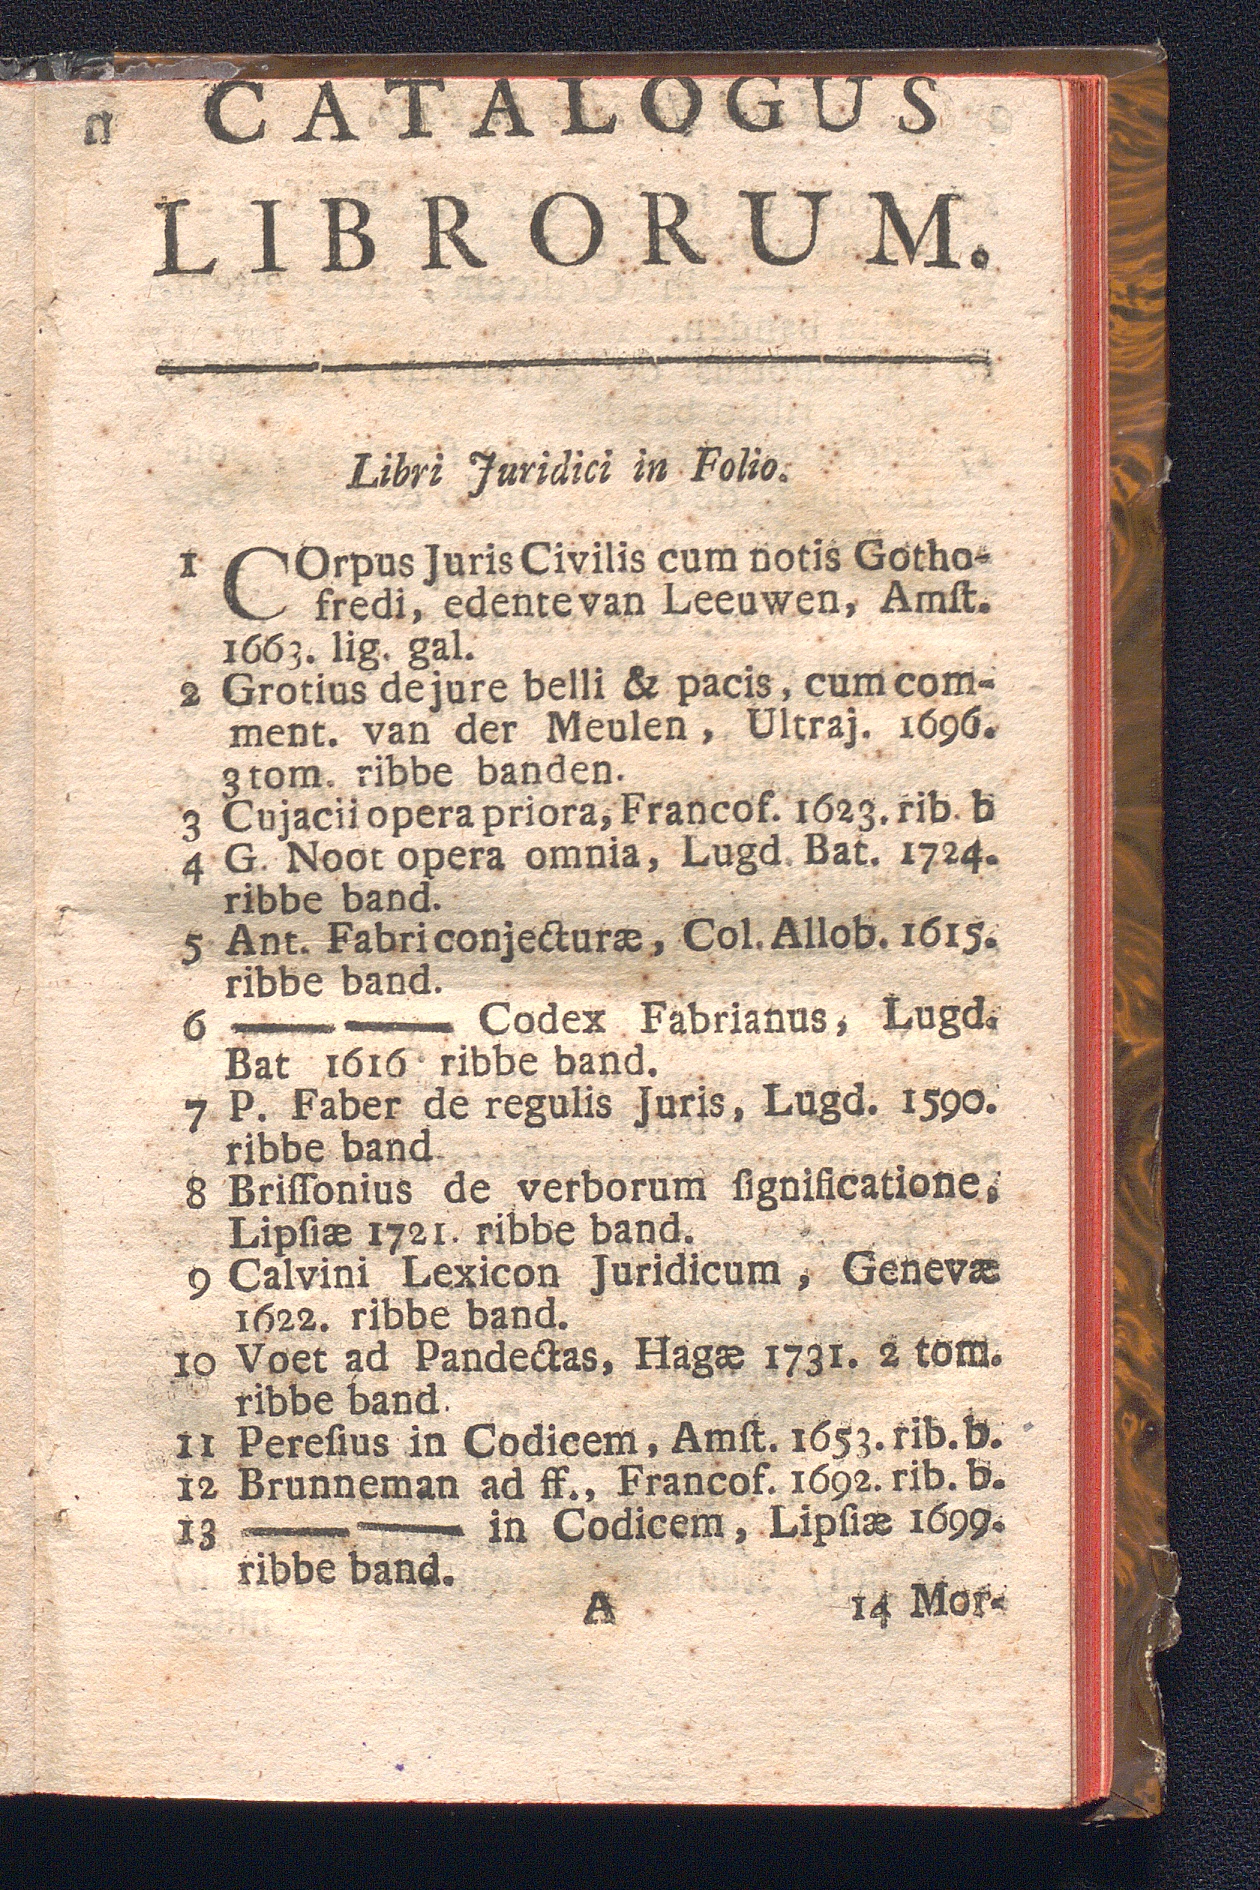 CATALOGUS
LIBRORUM.
Libri Juridici in Folio.
1 COrpus Juris Civilis cum notis Gotho-
fredi, edente van Leeuwen, Amſt.
1663. lig. gal.
2 Grotius de jure belli & pacis, cum com-
ment. van der Meulen, Ultraj. 1696.
3 tom. ribbe banden.
3 Cujacii opera priora, Francof. 1623. rib. b
4 G. Noot opera omnia, Lugd. Bat. 1724.
ribbe band.
5 Ant. Fabri conjecturæ, Col. Allob. 1615.
ribbe band.
6 —— —— Codex Fabrianus, Lugd.
Bat 1616 ribbe band.
7 P. Faber de regulis Juris, Lugd. 1590.
ribbe band.
8 Briſſonius de verborum ſignificatione,
Lipſiæ 1721. ribbe band.
9 Calvini Lexicon Juridicum, Genevæ
1622. ribbe band.
10 Voet ad Pandectas, Hagæ 1731. 2 tom.
ribbe band.
11 Pereſius in Codicem, Amſt. 1653. rib. b.
12 Brunneman ad ff., Francof. 1692. rib. b.
13 —— —— in Codicem, Lipſiæ 1699.
ribbe band.
A 14 Mor-